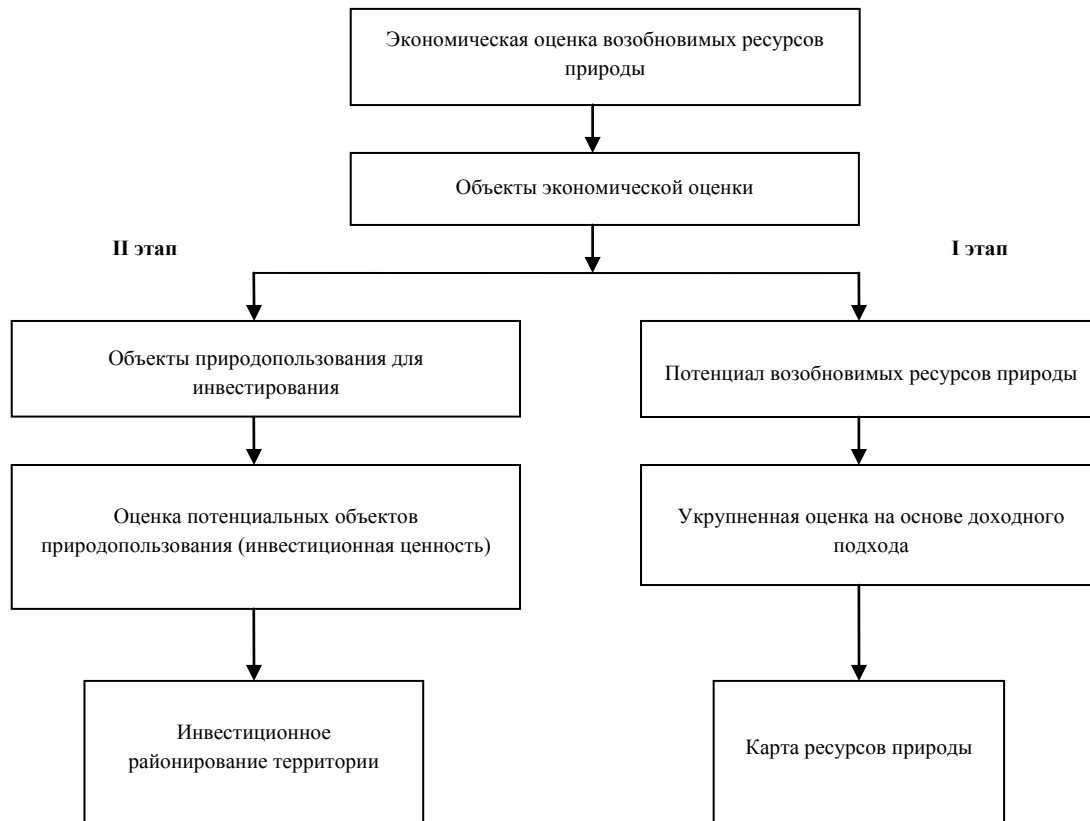 Экономическая оценка возобновимых ресурсов
природы
Объекты экономической оценки
II этап
I этап
Объекты природопользования для
инвестирования
Потенциал возобновимых ресурсов природы
Оценка потенциальных объектов
природопользования (инвестиционная ценность)
Укрупненная оценка на основе доходного
подхода
Инвестиционное
районирование территории
Карта ресурсов природы